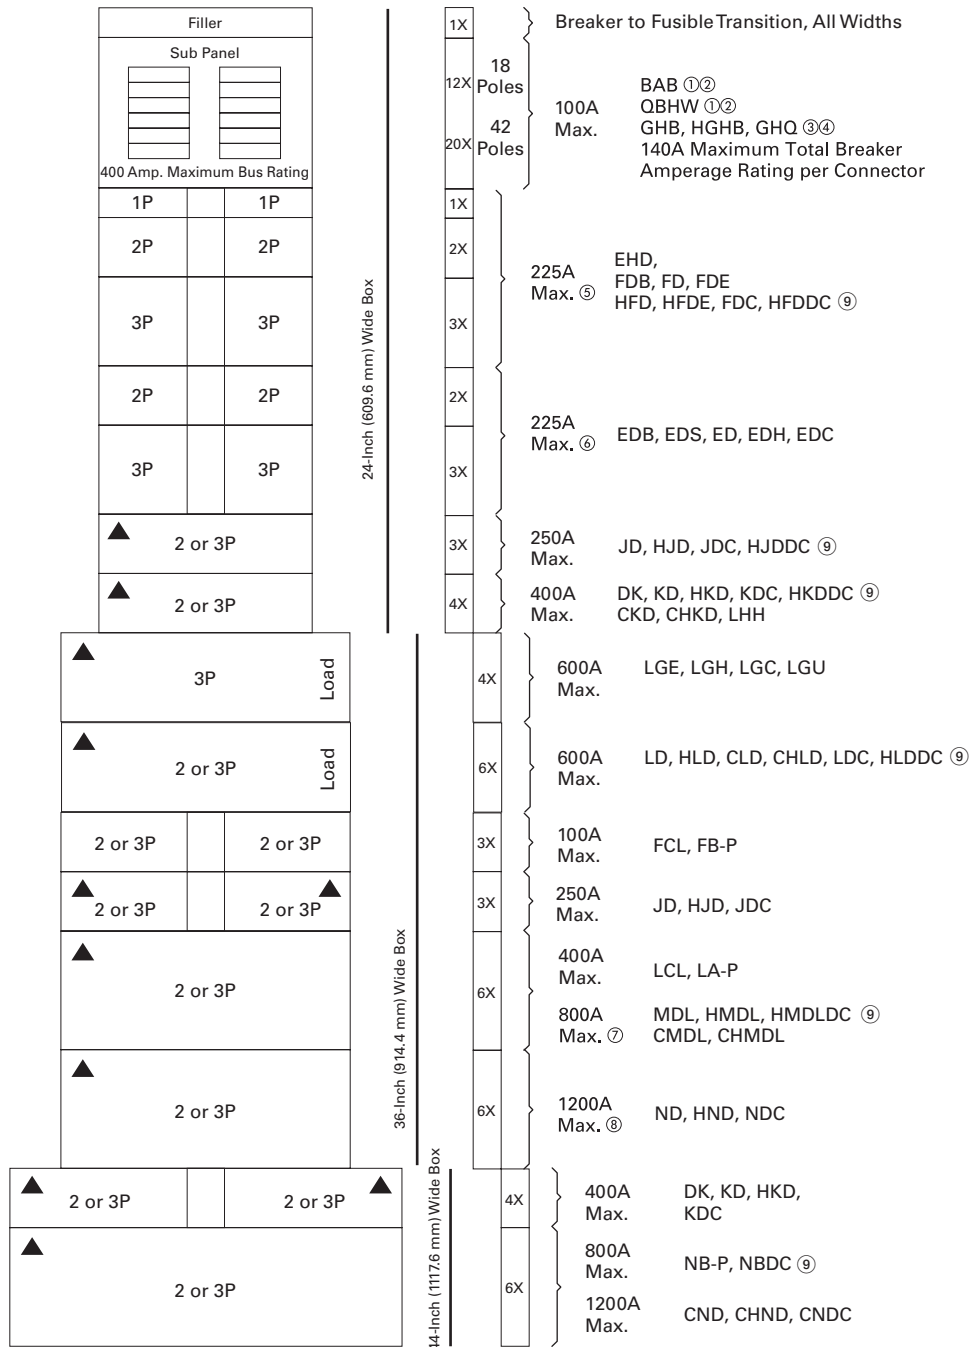 Filler
1X
Breaker to Fusible Transition, All Widths
Sub Panel
400 Amp. Maximum Bus Rating
12X
18
Poles
20X
42
Poles
100A
Max.
BAB ①②
QBHW ①②
GHB, HGHB, GHQ ③④
140A Maximum Total Breaker
Amperage Rating per Connector
1P 1P
1X
2P 2P
2X
3P 3P
3X
225A
Max. ⑤
EHD,
FDB, FD, FDE
HFD, HFDE, FDC, HFDDC ⑨
24-Inch (609.6 mm) Wide Box
2P 2P
2X
3P 3P
3X
225A
Max. ⑥
EDB, EDS, ED, EDH, EDC
2 or 3P
3X
250A
Max.
JD, HJD, JDC, HJDDC ⑨
2 or 3P
4X
400A
Max.
DK, KD, HKD, KDC, HKDDC ⑨
CKD, CHKD, LHH
3P
Load
4X
600A
Max.
LGE, LGH, LGC, LGU
2 or 3P
Load
6X
600A
Max.
LD, HLD, CLD, CHLD, LDC, HLDDC ⑨
2 or 3P 2 or 3P
3X
100A
Max.
FCL, FB-P
2 or 3P 2 or 3P
3X
250A
Max.
JD, HJD, JDC
36-Inch (914.4 mm) Wide Box
2 or 3P
6X
400A
Max.
LCL, LA-P
800A
Max. ⑦
MDL, HMDL, HMDLDC ⑨
CMDL, CHMDL
2 or 3P
6X
1200A
Max. ⑧
ND, HND, NDC
44-Inch (1117.6 mm) Wide Box
2 or 3P 2 or 3P
4X
400A
Max.
DK, KD, HKD,
KDC
2 or 3P
6X
800A
Max.
NB-P, NBDC ⑨
1200A
Max.
CND, CHND, CNDC